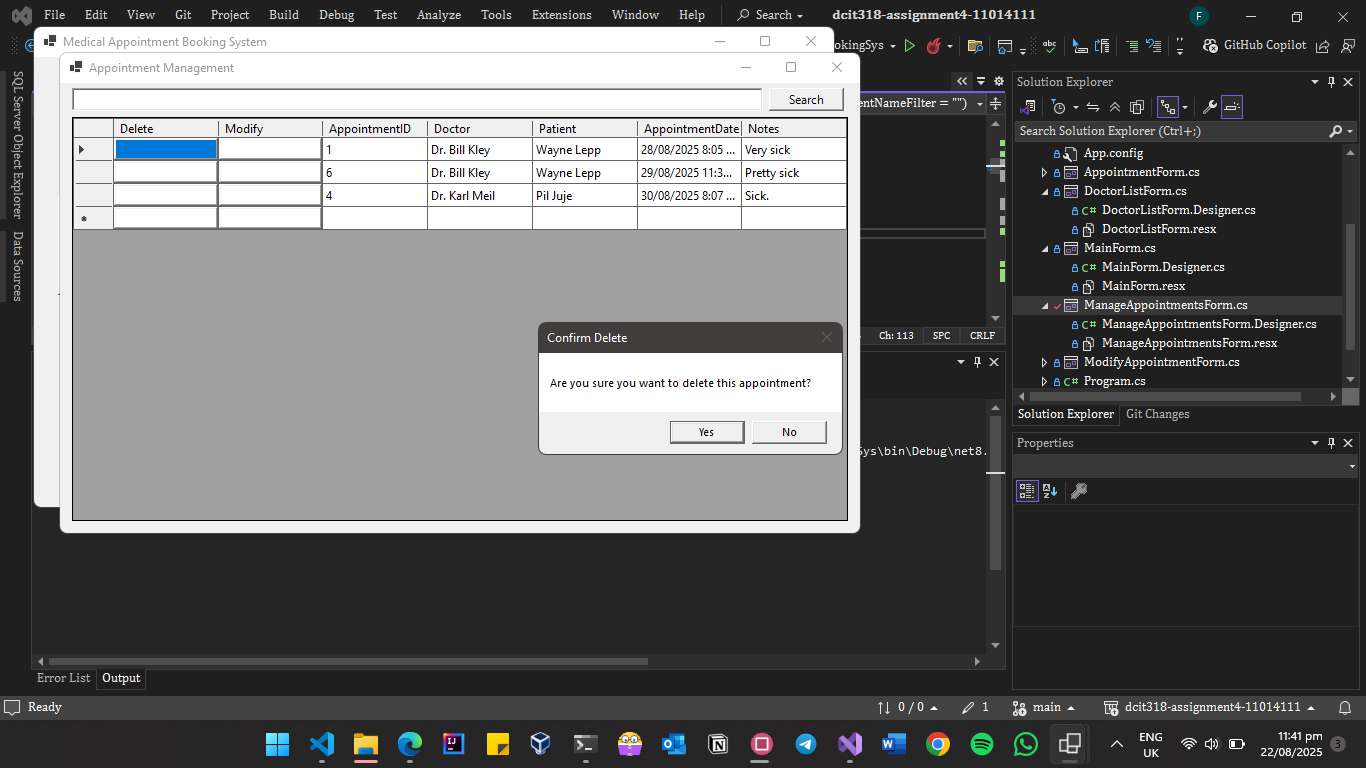 File Edit View Git Project Build Debug Test Analyze Tools Extensions Window Help Search dcit318-assignment4-11014111 F
Medical Appointment Booking System
okingSys GitHub Copilot
Appointment Management
Search
entNameFilter = "")
Delete Modify AppointmentID Doctor Patient AppointmentDate Notes
1 Dr. Bill Kley Wayne Lepp 28/08/2025 8:05 ... Very sick
6 Dr. Bill Kley Wayne Lepp 29/08/2025 11:3... Pretty sick
4 Dr. Karl Meil Pil Juje 30/08/2025 8:07 ... Sick.
Confirm Delete
Are you sure you want to delete this appointment?
Yes No
SQL Server Object Explorer
Data Sources
Ch: 113 SPC CRLF
Sys\bin\Debug\net8.
Solution Explorer
Search Solution Explorer (Ctrl+;)
App.config
AppointmentForm.cs
DoctorListForm.cs
C# DoctorListForm.Designer.cs
DoctorListForm.resx
MainForm.cs
C# MainForm.Designer.cs
MainForm.resx
ManageAppointmentsForm.cs
C# ManageAppointmentsForm.Designer.cs
ManageAppointmentsForm.resx
ModifyAppointmentForm.cs
C# Program.cs
Solution Explorer Git Changes
Properties
Error List Output
Ready 0 / 0 1 main dcit318-assignment4-11014111
ENG
UK
11:41 pm
22/08/2025
3